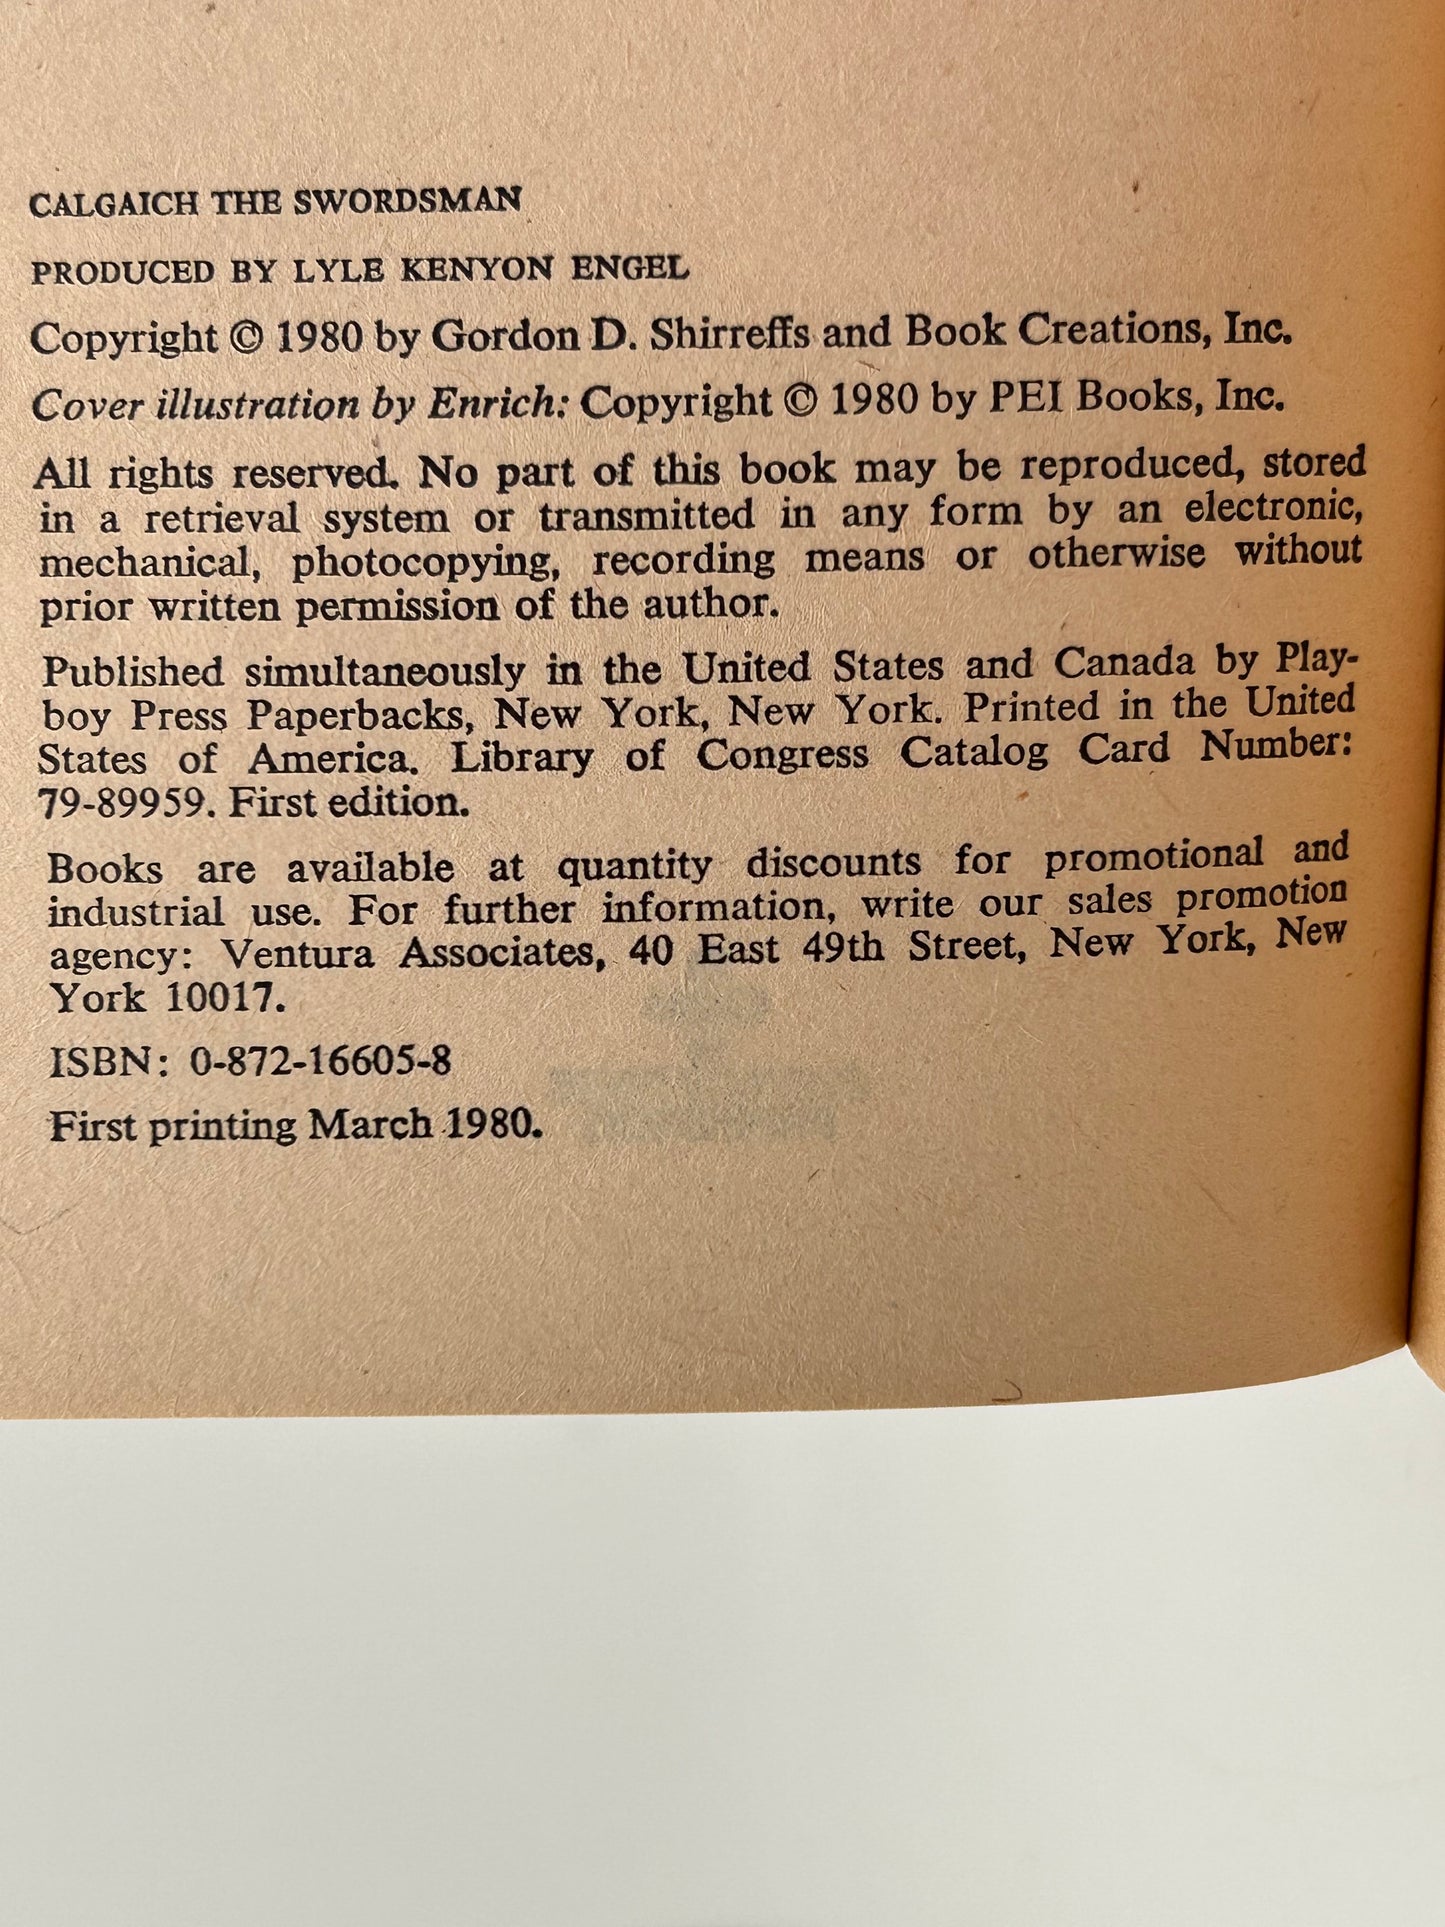 CALGAICH THE SWORDSMAN
PRODUCED BY LYLE KENYON ENGEL
Copyright © 1980 by Gordon D. Shirreffs and Book Creations, Inc.
Cover illustration by Enrich: Copyright © 1980 by PEI Books, Inc.
All rights reserved. No part of this book may be reproduced, stored
in a retrieval system or transmitted in any form by an electronic,
mechanical, photocopying, recording means or otherwise without
prior written permission of the author.
Published simultaneously in the United States and Canada by Play-
boy Press Paperbacks, New York, New York. Printed in the United
States of America. Library of Congress Catalog Card Number:
79-89959. First edition.
Books are available at quantity discounts for promotional and
industrial use. For further information, write our sales promotion
agency: Ventura Associates, 40 East 49th Street, New York, New
York 10017.
ISBN: 0-872-16605-8
First printing March 1980.